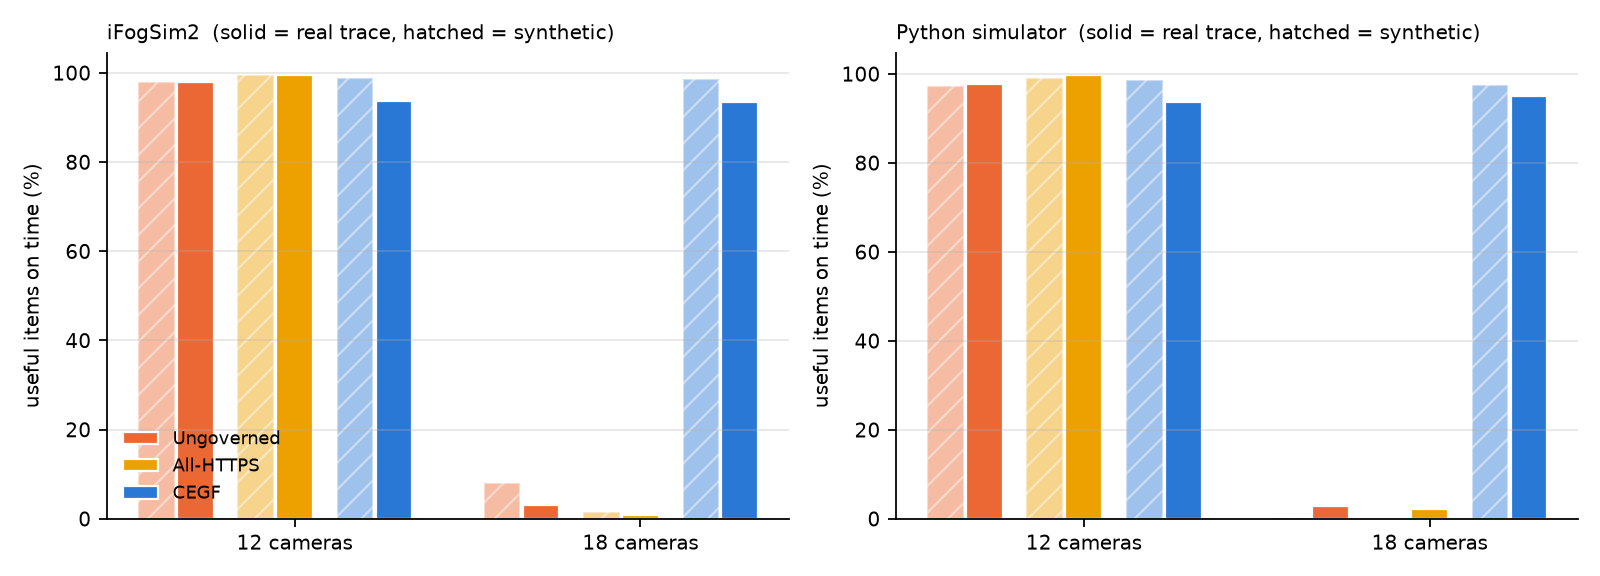 iFogSim2  (solid = real trace, hatched = synthetic)
useful items on time (%)
100
80
60
40
20
0
Ungoverned
All-HTTPS
CEGF
12 cameras
18 cameras
Python simulator  (solid = real trace, hatched = synthetic)
useful items on time (%)
100
80
60
40
20
0
12 cameras
18 cameras